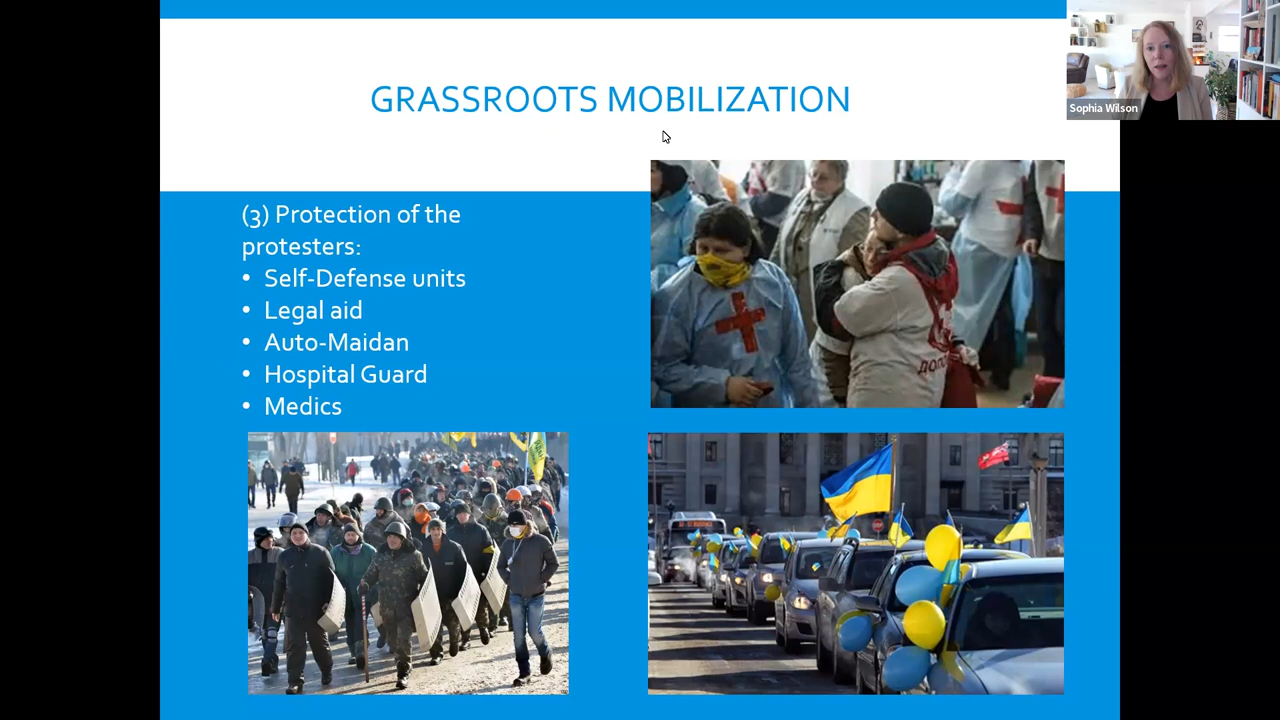 GRASSROOTS MOBILIZATION
Sophia Wilson
(3) Protection of the
protesters:
• Self-Defense units
• Legal aid
• Auto-Maidan
• Hospital Guard
• Medics